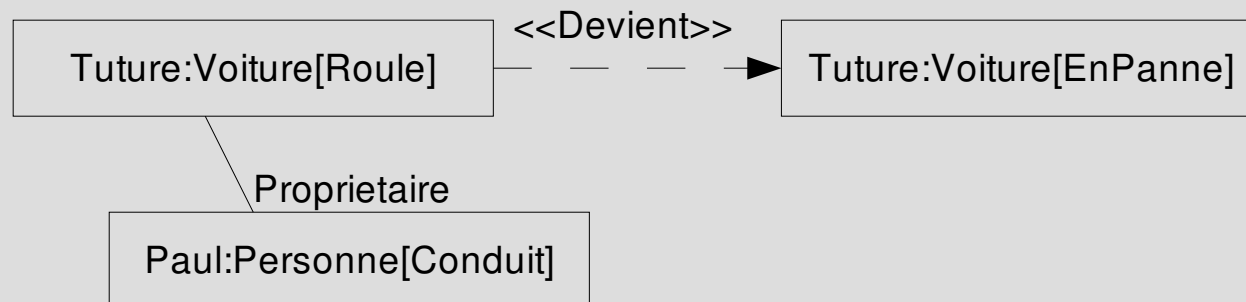 <<Devient>>
Tuture:Voiture[Roule]
Tuture:Voiture[EnPanne]
Proprietaire
Paul:Personne[Conduit]